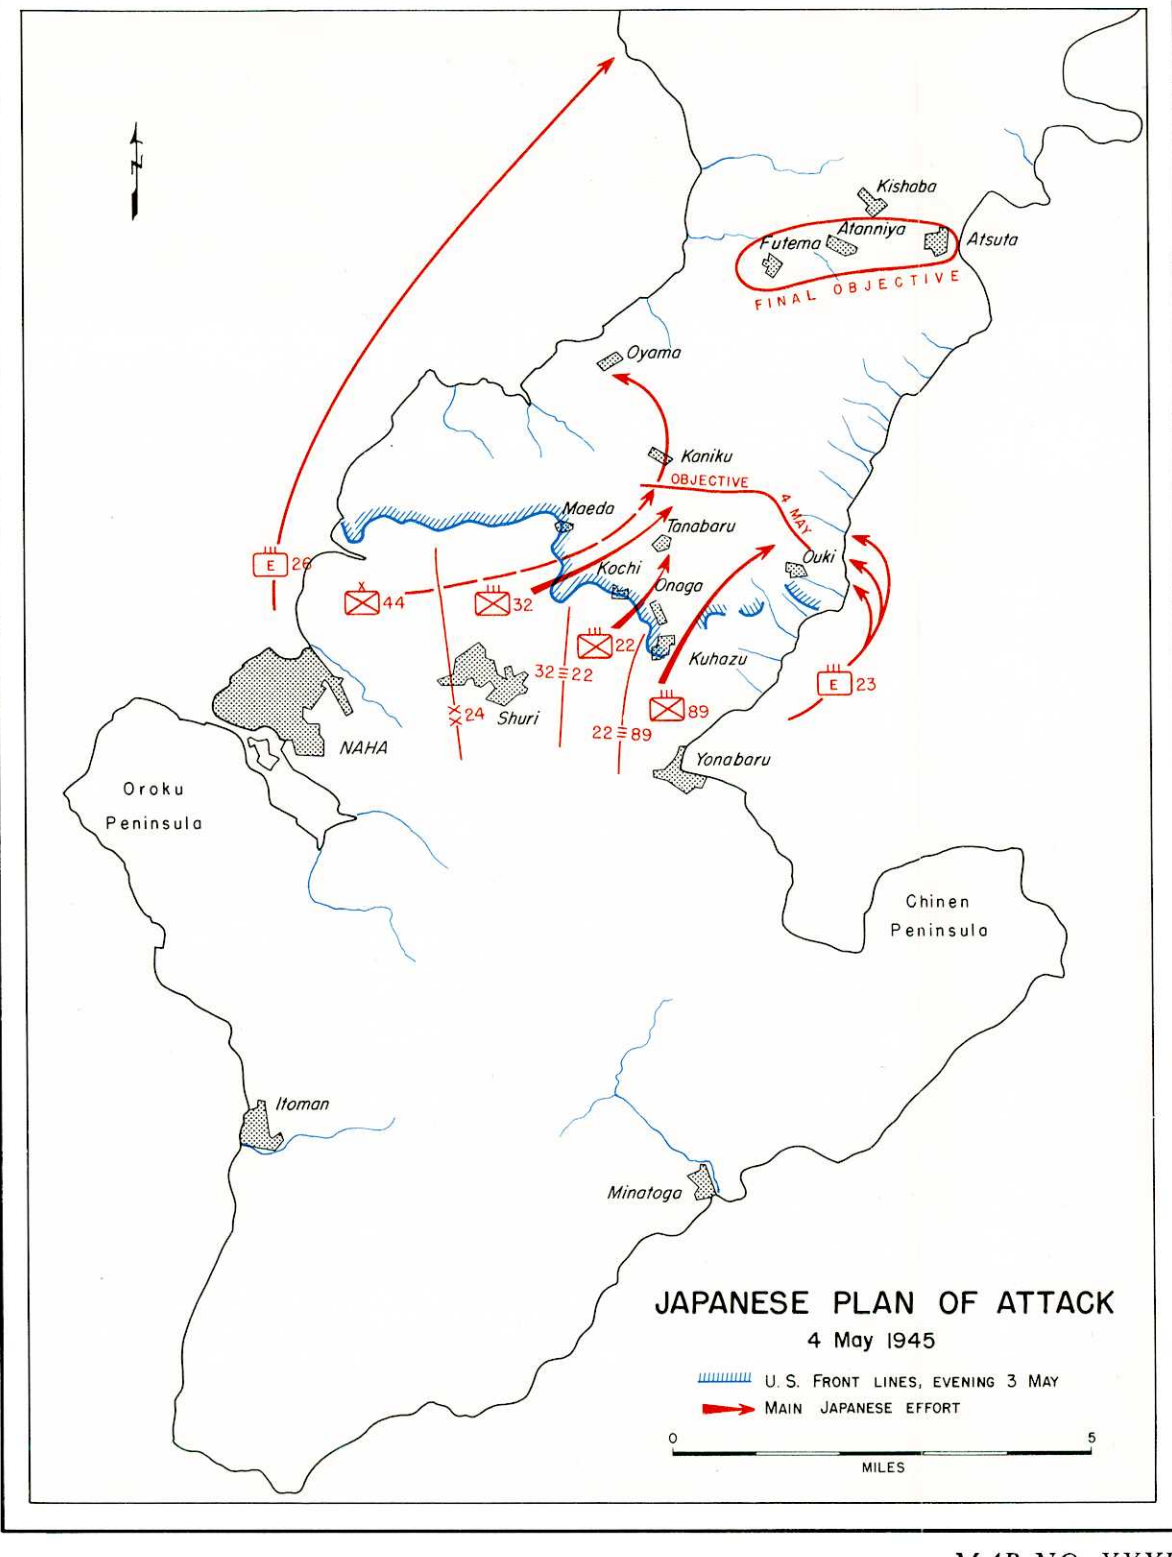 N
Kishaba
Futema
Atanniya
Atsuta
FINAL OBJECTIVE
Oyama
Kaniku
OBJECTIVE
4 MAY
Maeda
Tanabaru
Ouki
E 26
Kochi
Onaga
44
32
22
Kuhazu
32 22
E 23
24
Shuri
89
22 89
NAHA
Yonabaru
Oroku
Peninsula
Chinen
Peninsula
Itoman
Minatoga
JAPANESE PLAN OF ATTACK
4 May 1945
U. S. FRONT LINES, EVENING 3 MAY
MAIN JAPANESE EFFORT
0 5
MILES